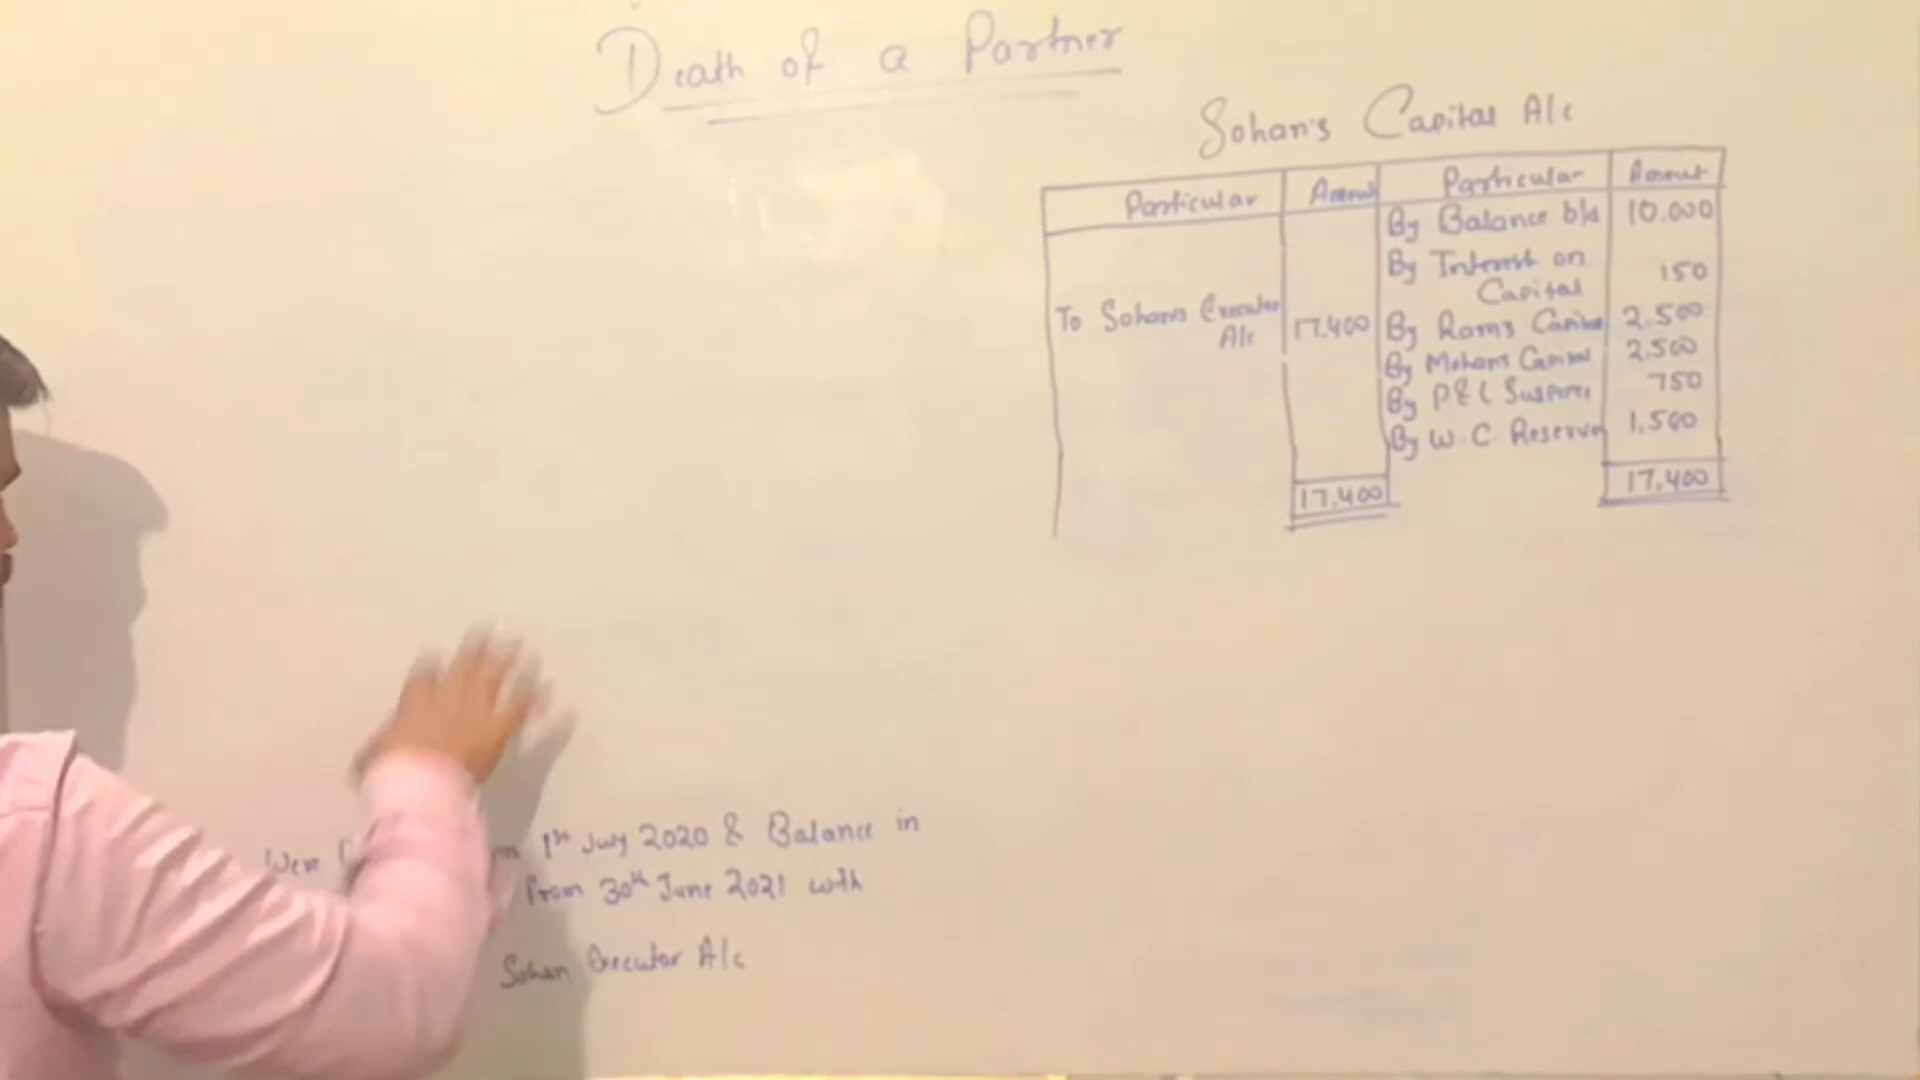 Death of a Partner
Sohan's Capital A/c
Particular Amount Particular Amount
By Balance b/d 10.000
By Interest on Capital 150
To Sohan's Executor A/c 17.400 By Ram's Capital 2.500
By Mohan's Capital 2.500
By P&L Suspense 750
By W.C. Reserve 1,500
17.400 17.400
Were 1st July 2020 & Balance in
from 30th June 2021 with
Sohan Executor A/c